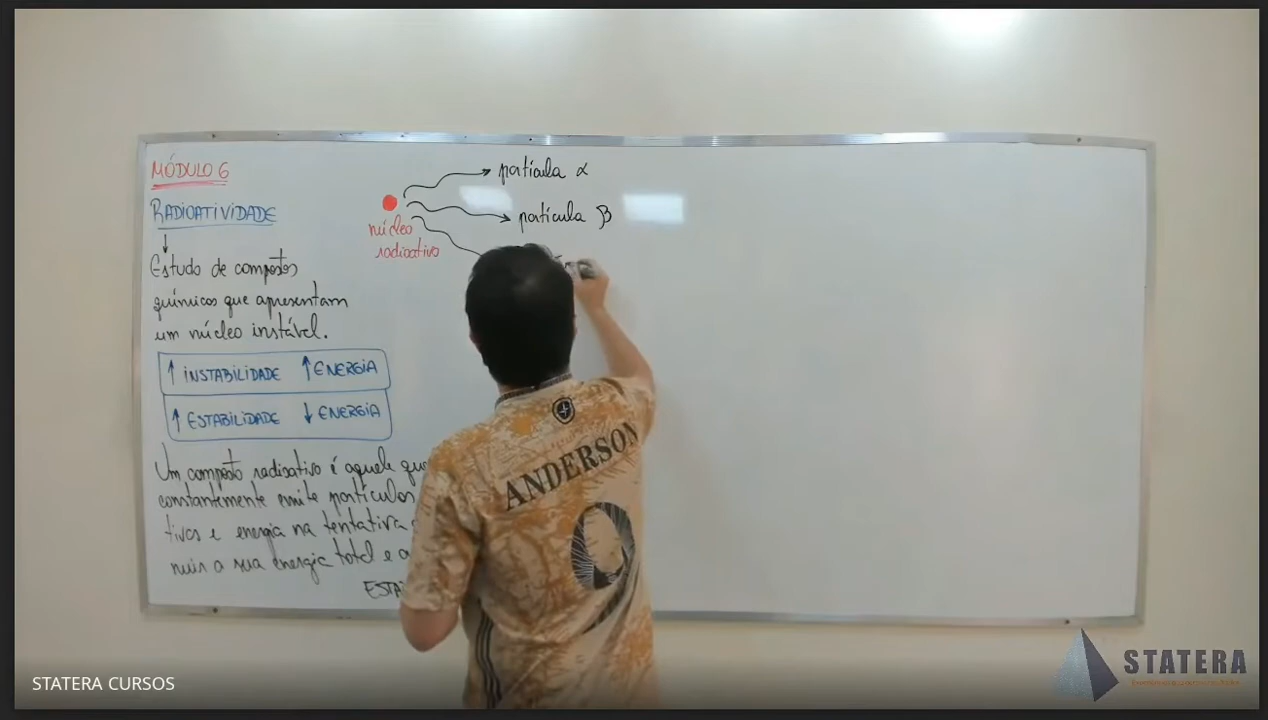 MÓDULO 6
RADIOATIVIDADE
Estudo de compostos
químicos que apresentam
um núcleo instável.
↑ INSTABILIDADE ↑ ENERGIA
↑ ESTABILIDADE ↓ ENERGIA
Um composto radioativo é aquele que
constantemente emite partículas
tivas e energia na tentativa
nuir a sua energia total e a
ESTA
núcleo
radioativo
partícula α
partícula β
ANDERSON
STATERA CURSOS
STATERA